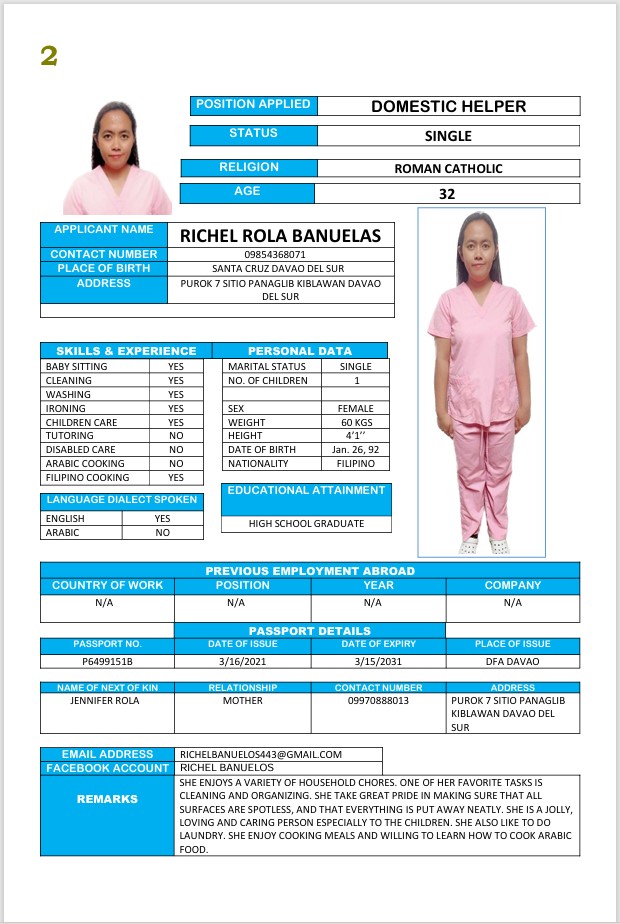 2
POSITION APPLIED DOMESTIC HELPER
STATUS SINGLE
RELIGION ROMAN CATHOLIC
AGE 32
APPLICANT NAME RICHEL ROLA BANUELAS
CONTACT NUMBER 09854368071
PLACE OF BIRTH SANTA CRUZ DAVAO DEL SUR
ADDRESS PUROK 7 SITIO PANAGLIB KIBLAWAN DAVAO
DEL SUR
SKILLS & EXPERIENCE PERSONAL DATA
BABY SITTING YES MARITAL STATUS SINGLE
CLEANING YES NO. OF CHILDREN 1
WASHING YES
IRONING YES SEX FEMALE
CHILDREN CARE YES WEIGHT 60 KGS
TUTORING NO HEIGHT 4'1''
DISABLED CARE NO DATE OF BIRTH Jan. 26, 92
ARABIC COOKING NO NATIONALITY FILIPINO
FILIPINO COOKING YES
LANGUAGE DIALECT SPOKEN
ENGLISH YES
ARABIC NO
EDUCATIONAL ATTAINMENT
HIGH SCHOOL GRADUATE
PREVIOUS EMPLOYMENT ABROAD
COUNTRY OF WORK POSITION YEAR COMPANY
N/A N/A N/A N/A
PASSPORT DETAILS
PASSPORT NO. DATE OF ISSUE DATE OF EXPIRY PLACE OF ISSUE
P6499151B 3/16/2021 3/15/2031 DFA DAVAO
NAME OF NEXT OF KIN RELATIONSHIP CONTACT NUMBER ADDRESS
JENNIFER ROLA MOTHER 09970888013 PUROK 7 SITIO PANAGLIB
KIBLAWAN DAVAO DEL
SUR
EMAIL ADDRESS RICHELBANUELOS443@GMAIL.COM
FACEBOOK ACCOUNT RICHEL BANUELOS
REMARKS
SHE ENJOYS A VARIETY OF HOUSEHOLD CHORES. ONE OF HER FAVORITE TASKS IS
CLEANING AND ORGANIZING. SHE TAKE GREAT PRIDE IN MAKING SURE THAT ALL
SURFACES ARE SPOTLESS, AND THAT EVERYTHING IS PUT AWAY NEATLY. SHE IS A JOLLY,
LOVING AND CARING PERSON ESPECIALLY TO THE CHILDREN. SHE ALSO LIKE TO DO
LAUNDRY. SHE ENJOY COOKING MEALS AND WILLING TO LEARN HOW TO COOK ARABIC
FOOD.